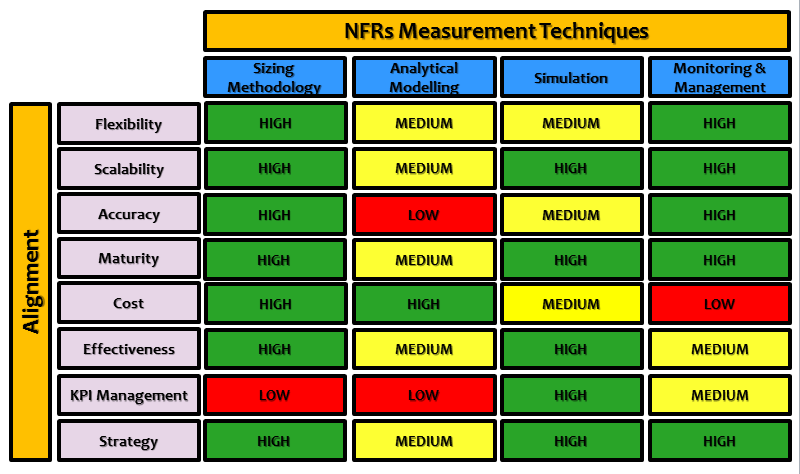 NFRs Measurement Techniques
Sizing
Methodology
Analytical
Modelling
Simulation
Monitoring &
Management
Alignment
Flexibility HIGH MEDIUM MEDIUM HIGH
Scalability HIGH MEDIUM HIGH HIGH
Accuracy HIGH LOW MEDIUM HIGH
Maturity HIGH MEDIUM HIGH HIGH
Cost HIGH HIGH MEDIUM LOW
Effectiveness HIGH MEDIUM HIGH MEDIUM
KPI Management LOW LOW HIGH MEDIUM
Strategy HIGH MEDIUM HIGH HIGH